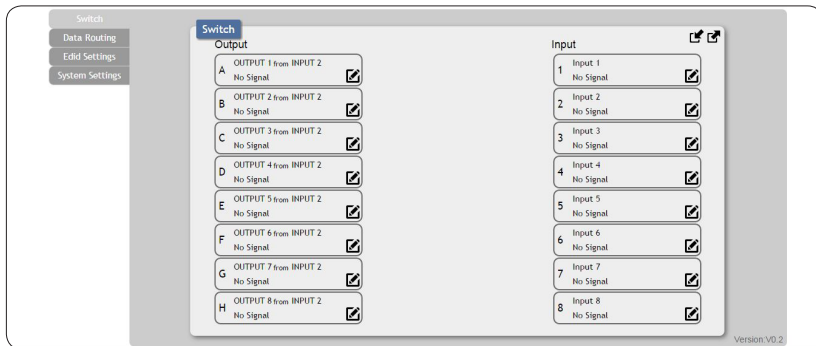 Switch
Data Routing
Edid Settings
System Settings
Switch
Output
A
OUTPUT 1 from INPUT 2
No Signal
B
OUTPUT 2 from INPUT 2
No Signal
C
OUTPUT 3 from INPUT 2
No Signal
D
OUTPUT 4 from INPUT 2
No Signal
E
OUTPUT 5 from INPUT 2
No Signal
F
OUTPUT 6 from INPUT 2
No Signal
G
OUTPUT 7 from INPUT 2
No Signal
H
OUTPUT 8 from INPUT 2
No Signal
Input
1
Input 1
No Signal
2
Input 2
No Signal
3
Input 3
No Signal
4
Input 4
No Signal
5
Input 5
No Signal
6
Input 6
No Signal
7
Input 7
No Signal
8
Input 8
No Signal
Version:V0.2